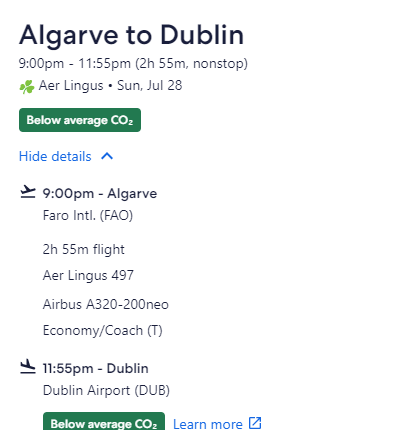 Algarve to Dublin
9:00pm - 11:55pm (2h 55m, nonstop)
Aer Lingus • Sun, Jul 28
Below average CO₂
Hide details
9:00pm - Algarve
Faro Intl. (FAO)
2h 55m flight
Aer Lingus 497
Airbus A320-200neo
Economy/Coach (T)
11:55pm - Dublin
Dublin Airport (DUB)
Below average CO₂ Learn more